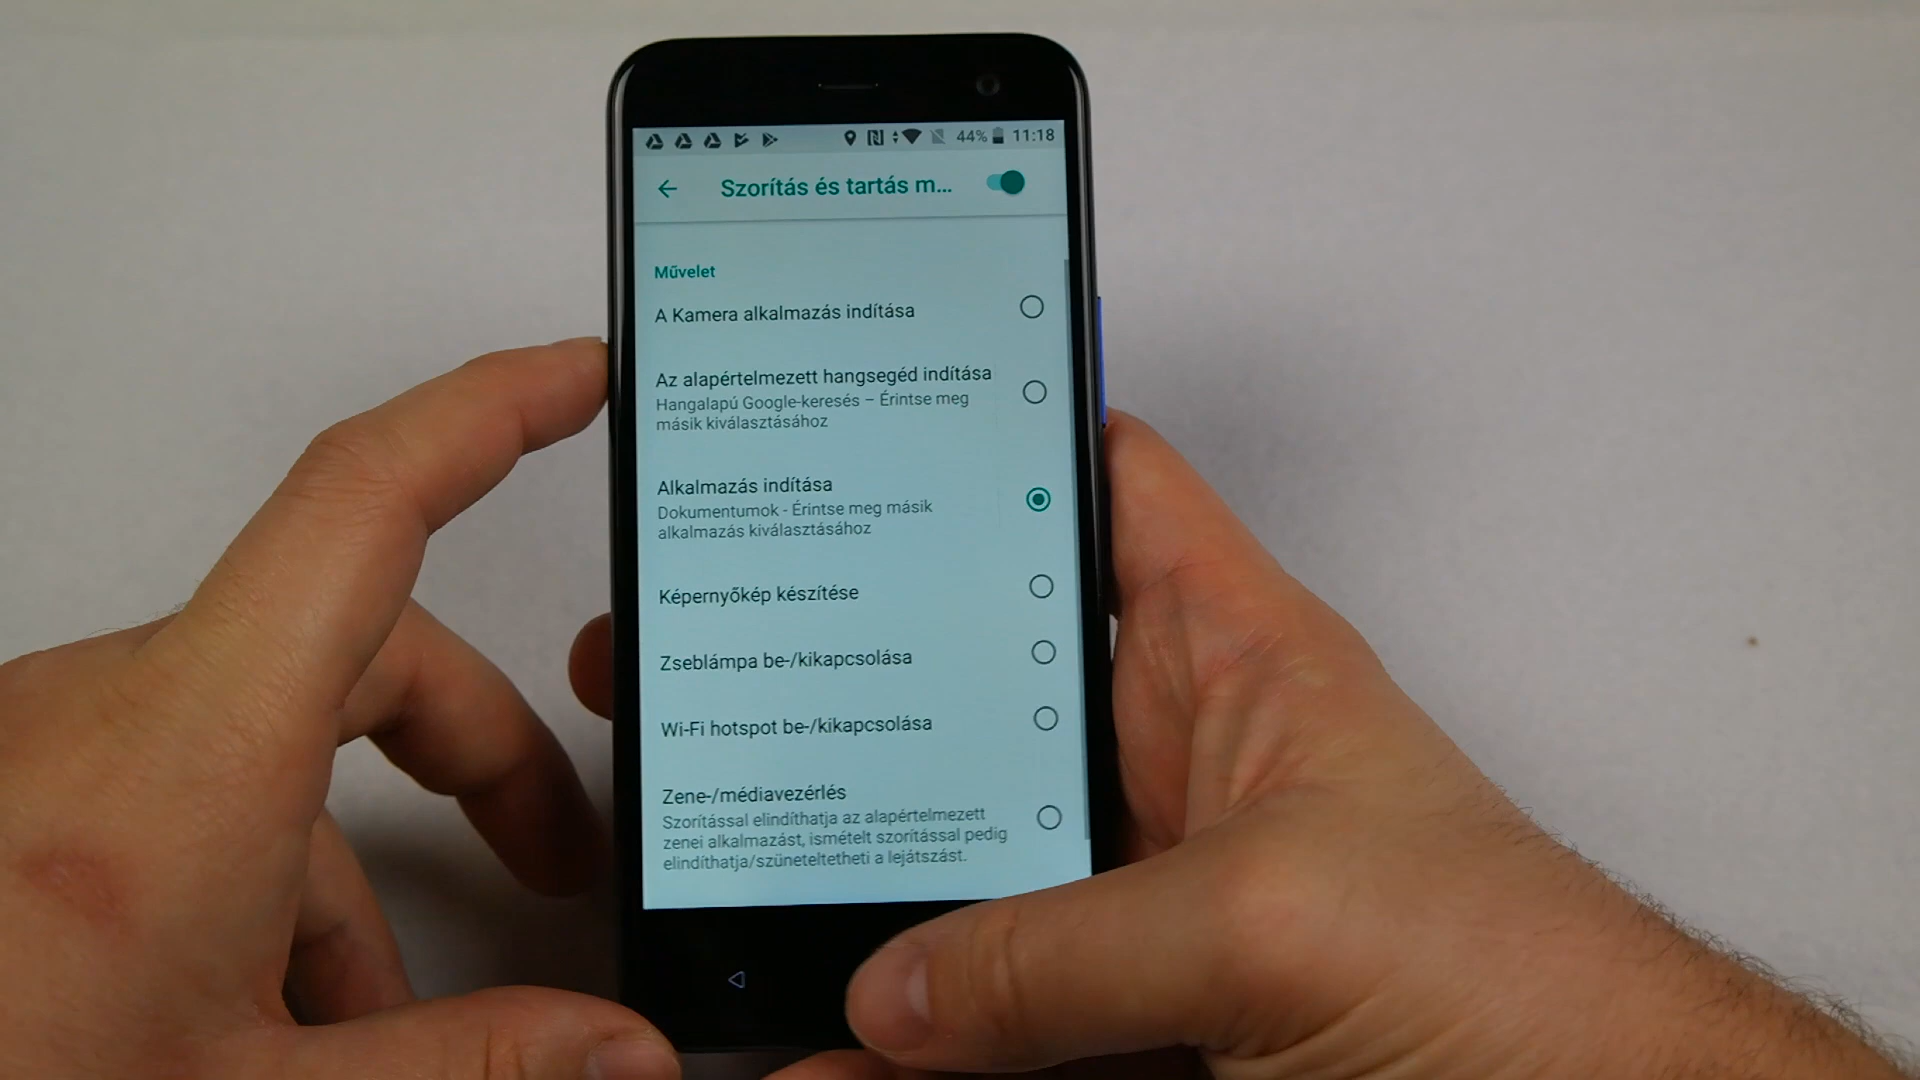 44% 11:18
Szorítás és tartás m...
Művelet
A Kamera alkalmazás indítása
Az alapértelmezett hangsegéd indítása
Hangalapú Google-keresés – Érintse meg
másik kiválasztásához
Alkalmazás indítása
Dokumentumok - Érintse meg másik
alkalmazás kiválasztásához
Képernyőkép készítése
Zseblámpa be-/kikapcsolása
Wi-Fi hotspot be-/kikapcsolása
Zene-/médiavezérlés
Szorítással elindíthatja az alapértelmezett
zenei alkalmazást, ismételt szorítással pedig
elindíthatja/szüneteltetheti a lejátszást.